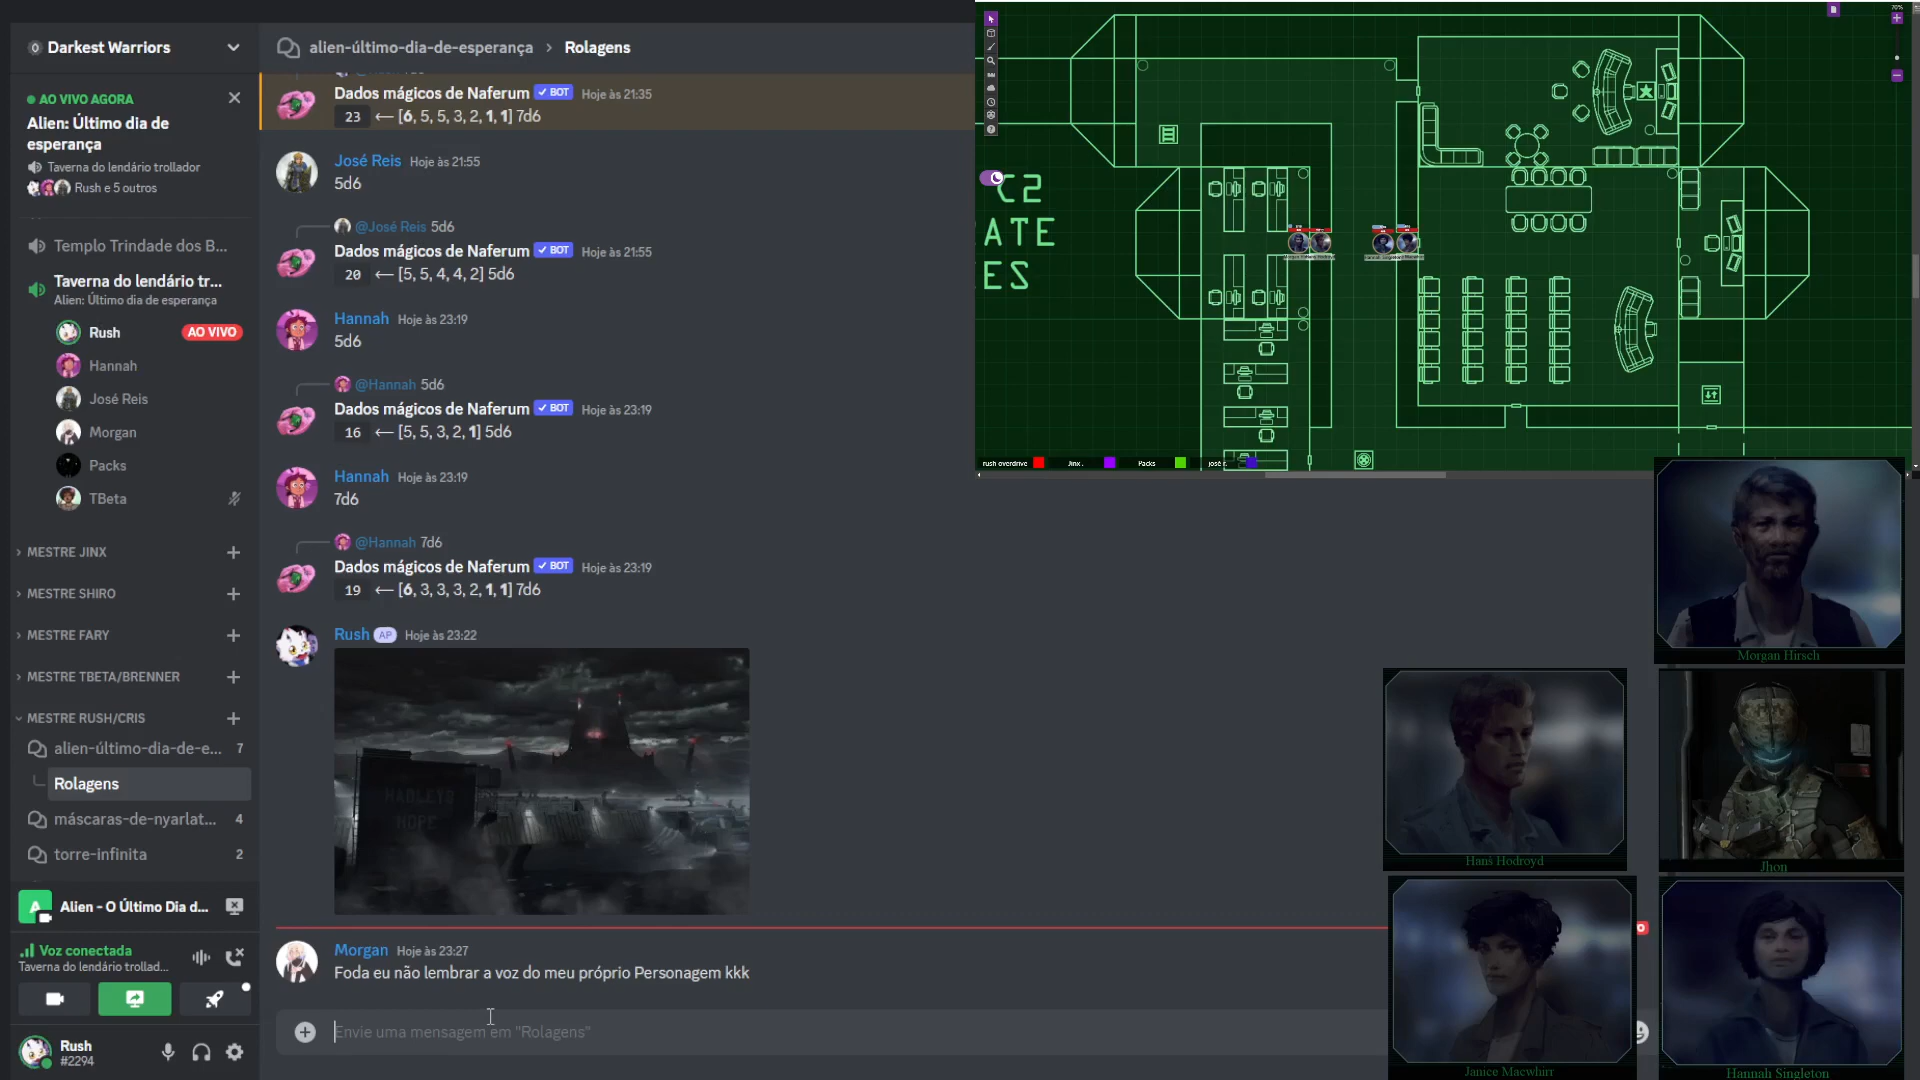 Darkest Warriors
AO VIVO AGORA
Alien: Último dia de
esperança
Taverna do lendário trollador
Rush e 5 outros
Templo Trindade dos B...
Taverna do lendário tr...
Alien: Último dia de esperança
Rush
AO VIVO
Hannah
José Reis
Morgan
Packs
TBeta
MESTRE JINX
MESTRE SHIRO
MESTRE FARY
MESTRE TBETA/BRENNER
MESTRE RUSH/CRIS
alien-último-dia-de-e... 7
Rolagens
máscaras-de-nyarlat... 4
torre-infinita 2
A Alien - O Último Dia d...
Voz conectada
Taverna do lendário trollad...
Rush
#2294
alien-último-dia-de-esperança > Rolagens
Dados mágicos de Naferum BOT Hoje às 21:35
23 ⟵ [6, 5, 5, 3, 2, 1, 1] 7d6
José Reis Hoje às 21:55
5d6
@José Reis 5d6
Dados mágicos de Naferum BOT Hoje às 21:55
20 ⟵ [5, 5, 4, 4, 2] 5d6
Hannah Hoje às 23:19
5d6
@Hannah 5d6
Dados mágicos de Naferum BOT Hoje às 23:19
16 ⟵ [5, 5, 3, 2, 1] 5d6
Hannah Hoje às 23:19
7d6
@Hannah 7d6
Dados mágicos de Naferum BOT Hoje às 23:19
19 ⟵ [6, 3, 3, 3, 2, 1, 1] 7d6
Rush AP Hoje às 23:22
HADLEYS
HOPE
Morgan Hoje às 23:27
Foda eu não lembrar a voz do meu próprio Personagem kkk
Envie uma mensagem em "Rolagens"
70%
C2
ATE
ES
rush overdrive
Jinx .
Packs
josé r.
Morgan Hirsch
Hans Hodroyd
Jhon
Janice Macwhirr
Hannah Singleton